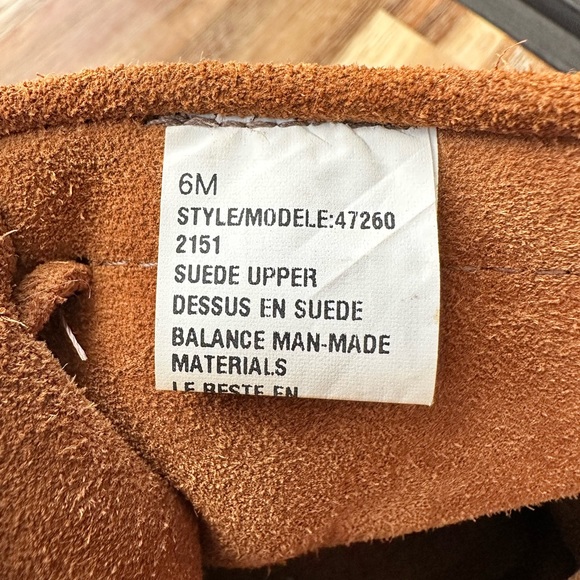 6M
STYLE/MODELE:47260
2151
SUEDE UPPER
DESSUS EN SUEDE
BALANCE MAN-MADE
MATERIALS
LE RESTE EN